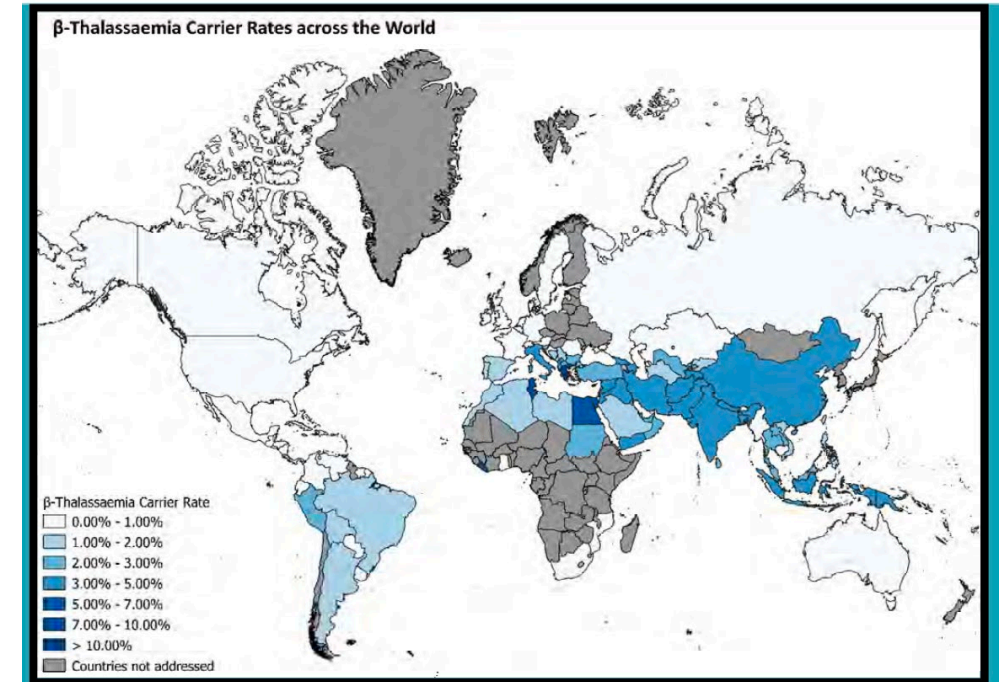 β-Thalassaemia Carrier Rates across the World
β-Thalassaemia Carrier Rate
0.00% - 1.00%
1.00% - 2.00%
2.00% - 3.00%
3.00% - 5.00%
5.00% - 7.00%
7.00% - 10.00%
> 10.00%
Countries not addressed